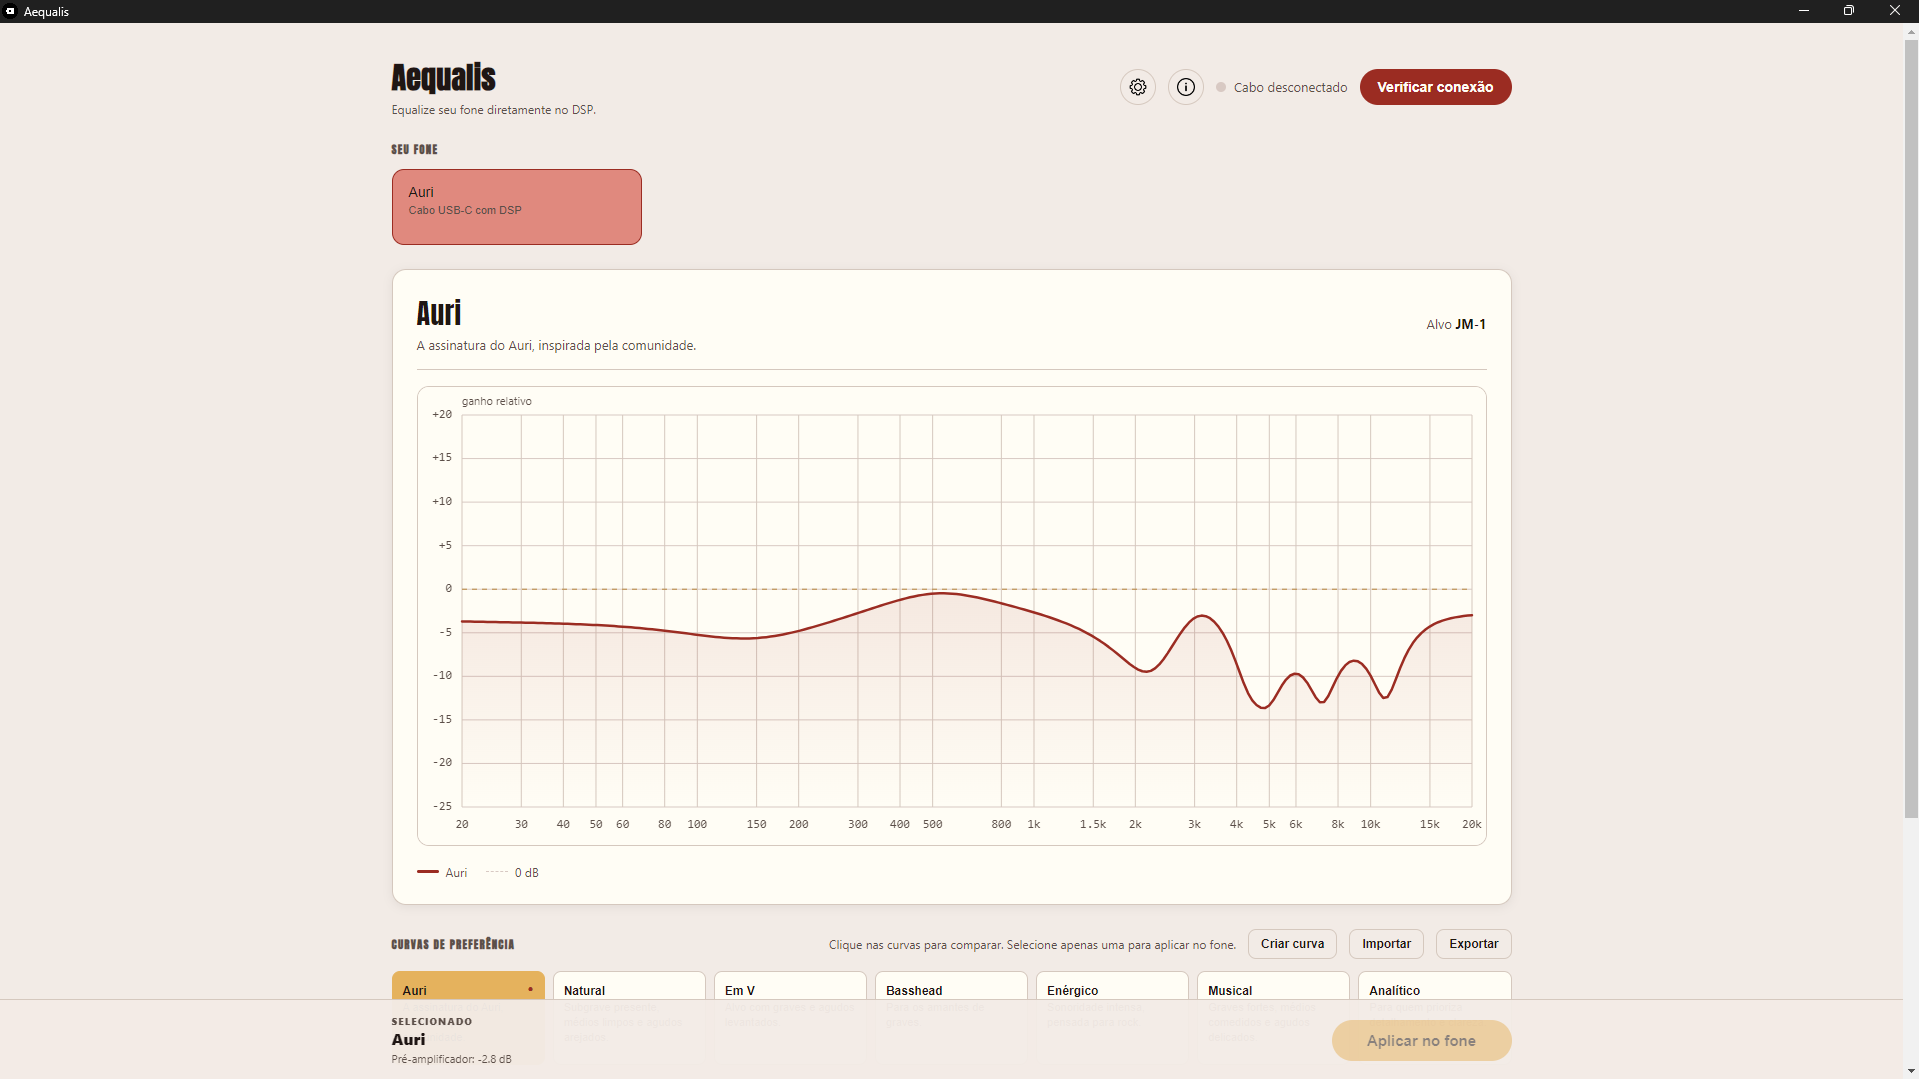 Aequalis
Aequalis
Equalize seu fone diretamente no DSP.
Cabo desconectado
Verificar conexão
SEU FONE
Auri
Cabo USB-C com DSP
Auri
A assinatura do Auri, inspirada pela comunidade.
Alvo JM-1
ganho relativo
+20
+15
+10
+5
0
-5
-10
-15
-20
-25
20 30 40 50 60 80 100 150 200 300 400 500 800 1k 1.5k 2k 3k 4k 5k 6k 8k 10k 15k 20k
Auri 0 dB
CURVAS DE PREFERÊNCIA
Clique nas curvas para comparar. Selecione apenas uma para aplicar no fone.
Criar curva
Importar
Exportar
Auri
Natural
Em V
Basshead
Enérgico
Musical
Analítico
SELECIONADO
Auri
Pré-amplificador: -2.8 dB
Aplicar no fone